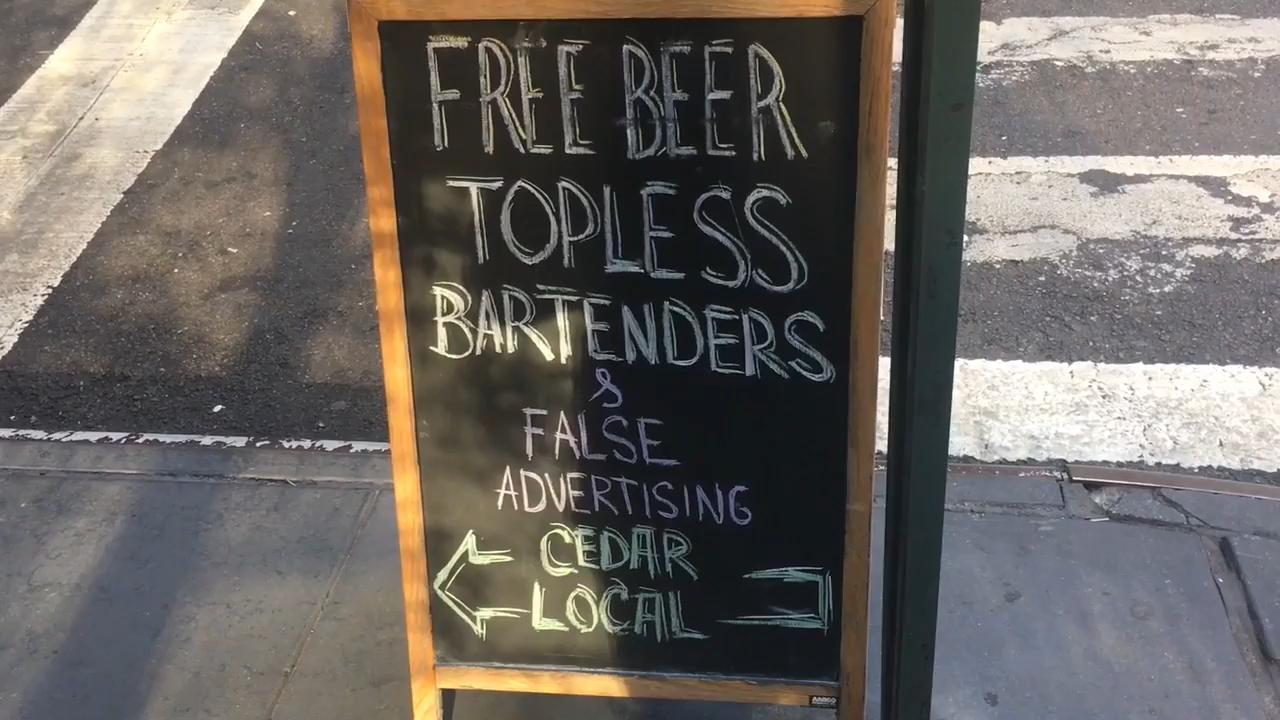 FREE BEER
TOPLESS
BARTENDERS
&
FALSE
ADVERTISING
CEDAR
LOCAL